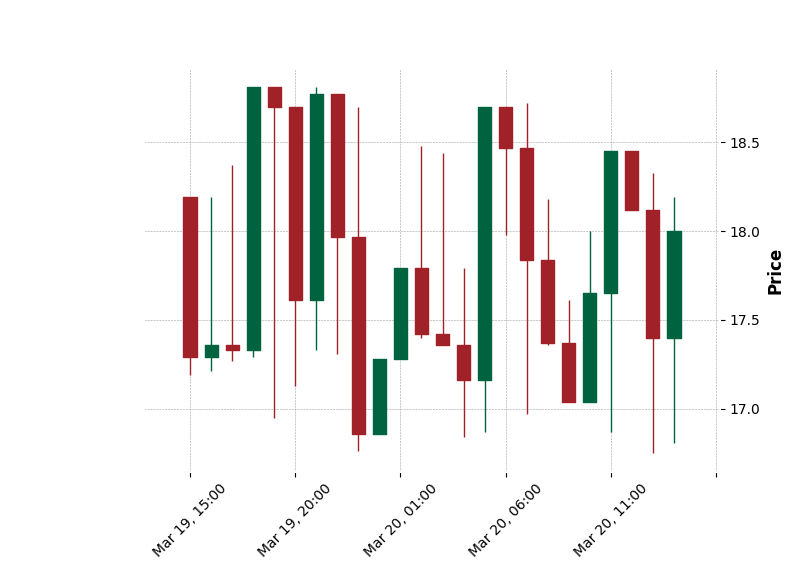 18.5
18.0
17.5
17.0
Price
Mar 19, 15:00
Mar 19, 20:00
Mar 20, 01:00
Mar 20, 06:00
Mar 20, 11:00